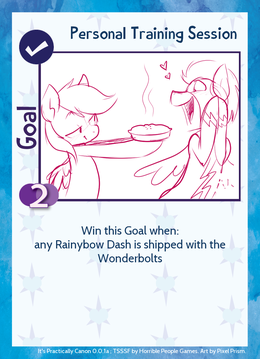 Personal Training Session
Goal
2
Win this Goal when:
any Rainybow Dash is shipped with the
Wonderbolts
It's Practically Canon 0.0.1a ; TSSSF by Horrible People Games. Art by Pixel Prism.